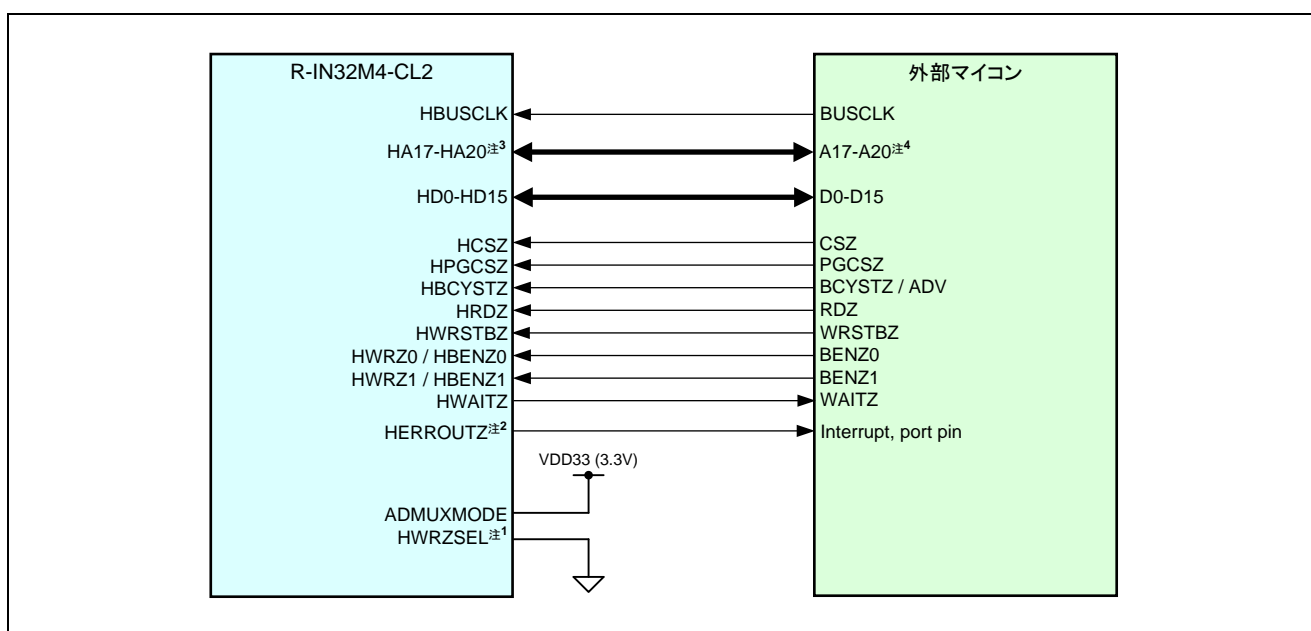 R-IN32M4-CL2
外部マイコン
HBUSCLK
BUSCLK
HA17-HA20注3
A17-A20注4
HD0-HD15
D0-D15
HCSZ
CSZ
HPGCSZ
PGCSZ
HBCYSTZ
BCYSTZ / ADV
HRDZ
RDZ
HWRSTBZ
WRSTBZ
HWRZ0 / HBENZ0
BENZ0
HWRZ1 / HBENZ1
BENZ1
HWAITZ
WAITZ
HERROUTZ注2
Interrupt, port pin
VDD33 (3.3V)
ADMUXMODE
HWRZSEL注1